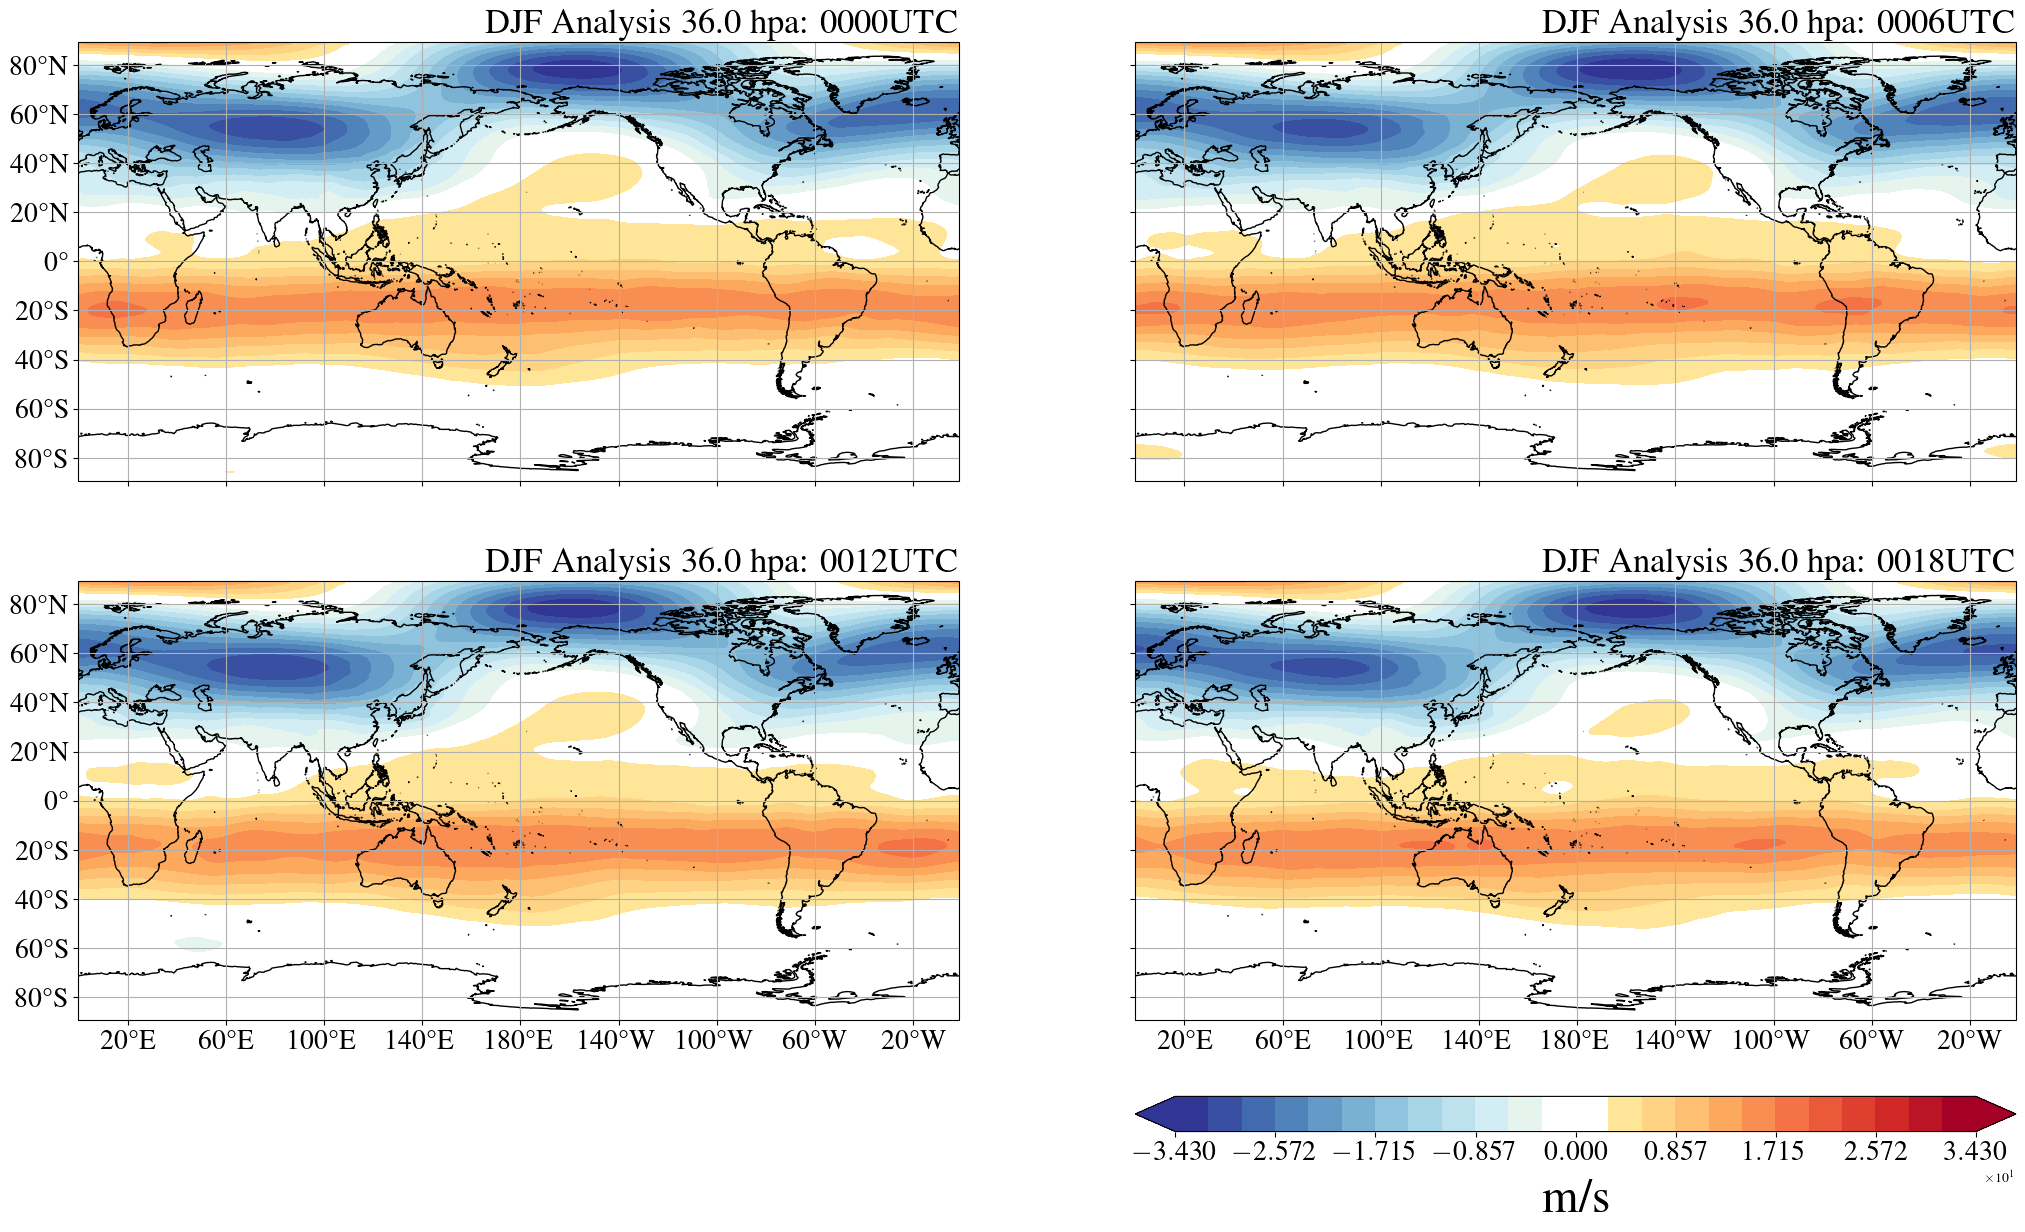 DJF Analysis 36.0 hpa: 0000UTC
DJF Analysis 36.0 hpa: 0006UTC
80°N
60°N
40°N
20°N
0°
20°S
40°S
60°S
80°S
DJF Analysis 36.0 hpa: 0012UTC
DJF Analysis 36.0 hpa: 0018UTC
80°N
60°N
40°N
20°N
0°
20°S
40°S
60°S
80°S
20°E 60°E 100°E 140°E 180°E 140°W 100°W 60°W 20°W
20°E 60°E 100°E 140°E 180°E 140°W 100°W 60°W 20°W
−3.430 −2.572 −1.715 −0.857 0.000 0.857 1.715 2.572 3.430
×10¹
m/s